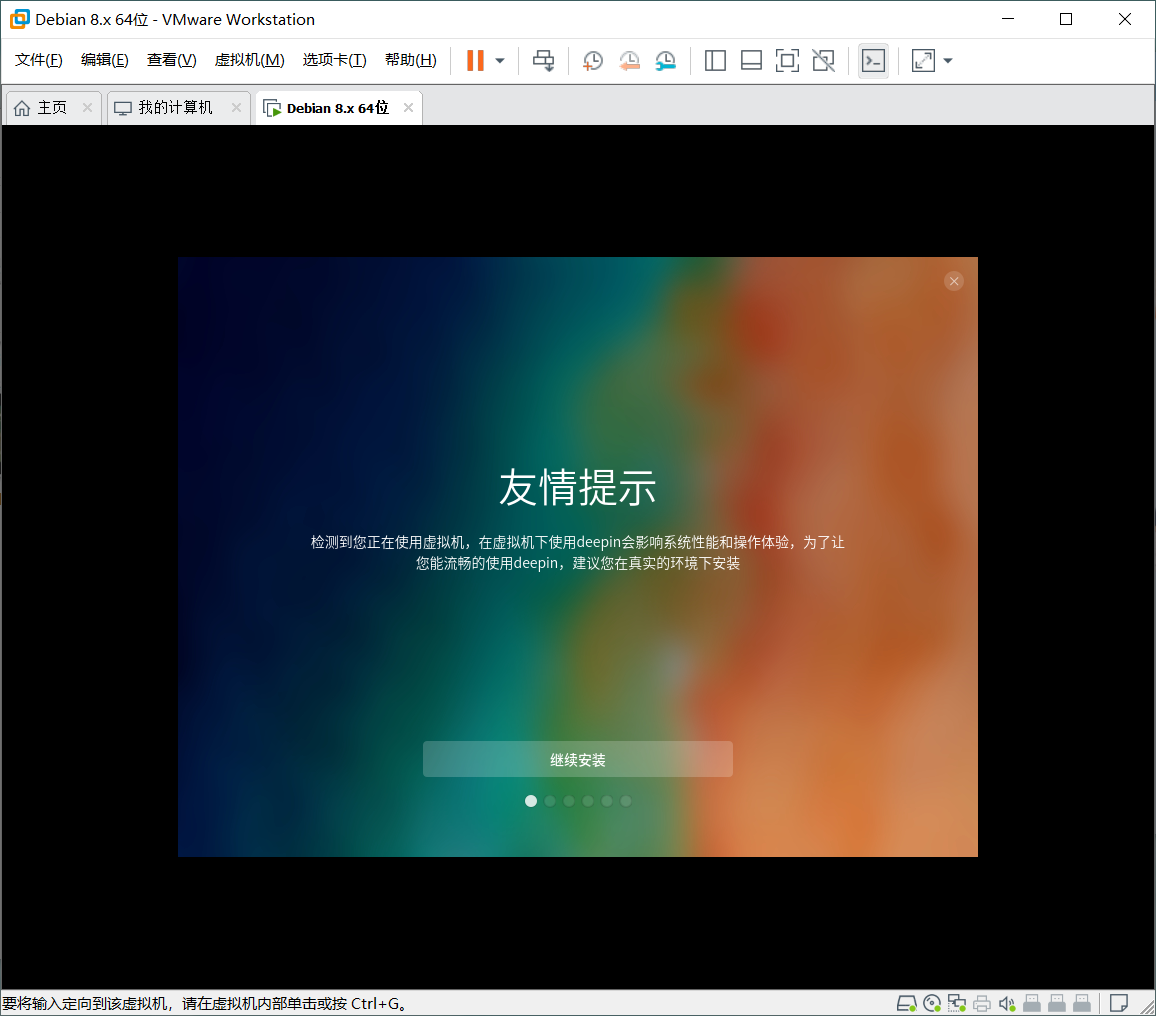 Debian 8.x 64位 - VMware Workstation
文件(F) 编辑(E) 查看(V) 虚拟机(M) 选项卡(T) 帮助(H)
主页 我的计算机 Debian 8.x 64位
友情提示
检测到您正在使用虚拟机，在虚拟机下使用deepin会影响系统性能和操作体验，为了让
您能流畅的使用deepin，建议您在真实的环境下安装
继续安装
要将输入定向到该虚拟机，请在虚拟机内部单击或按 Ctrl+G。